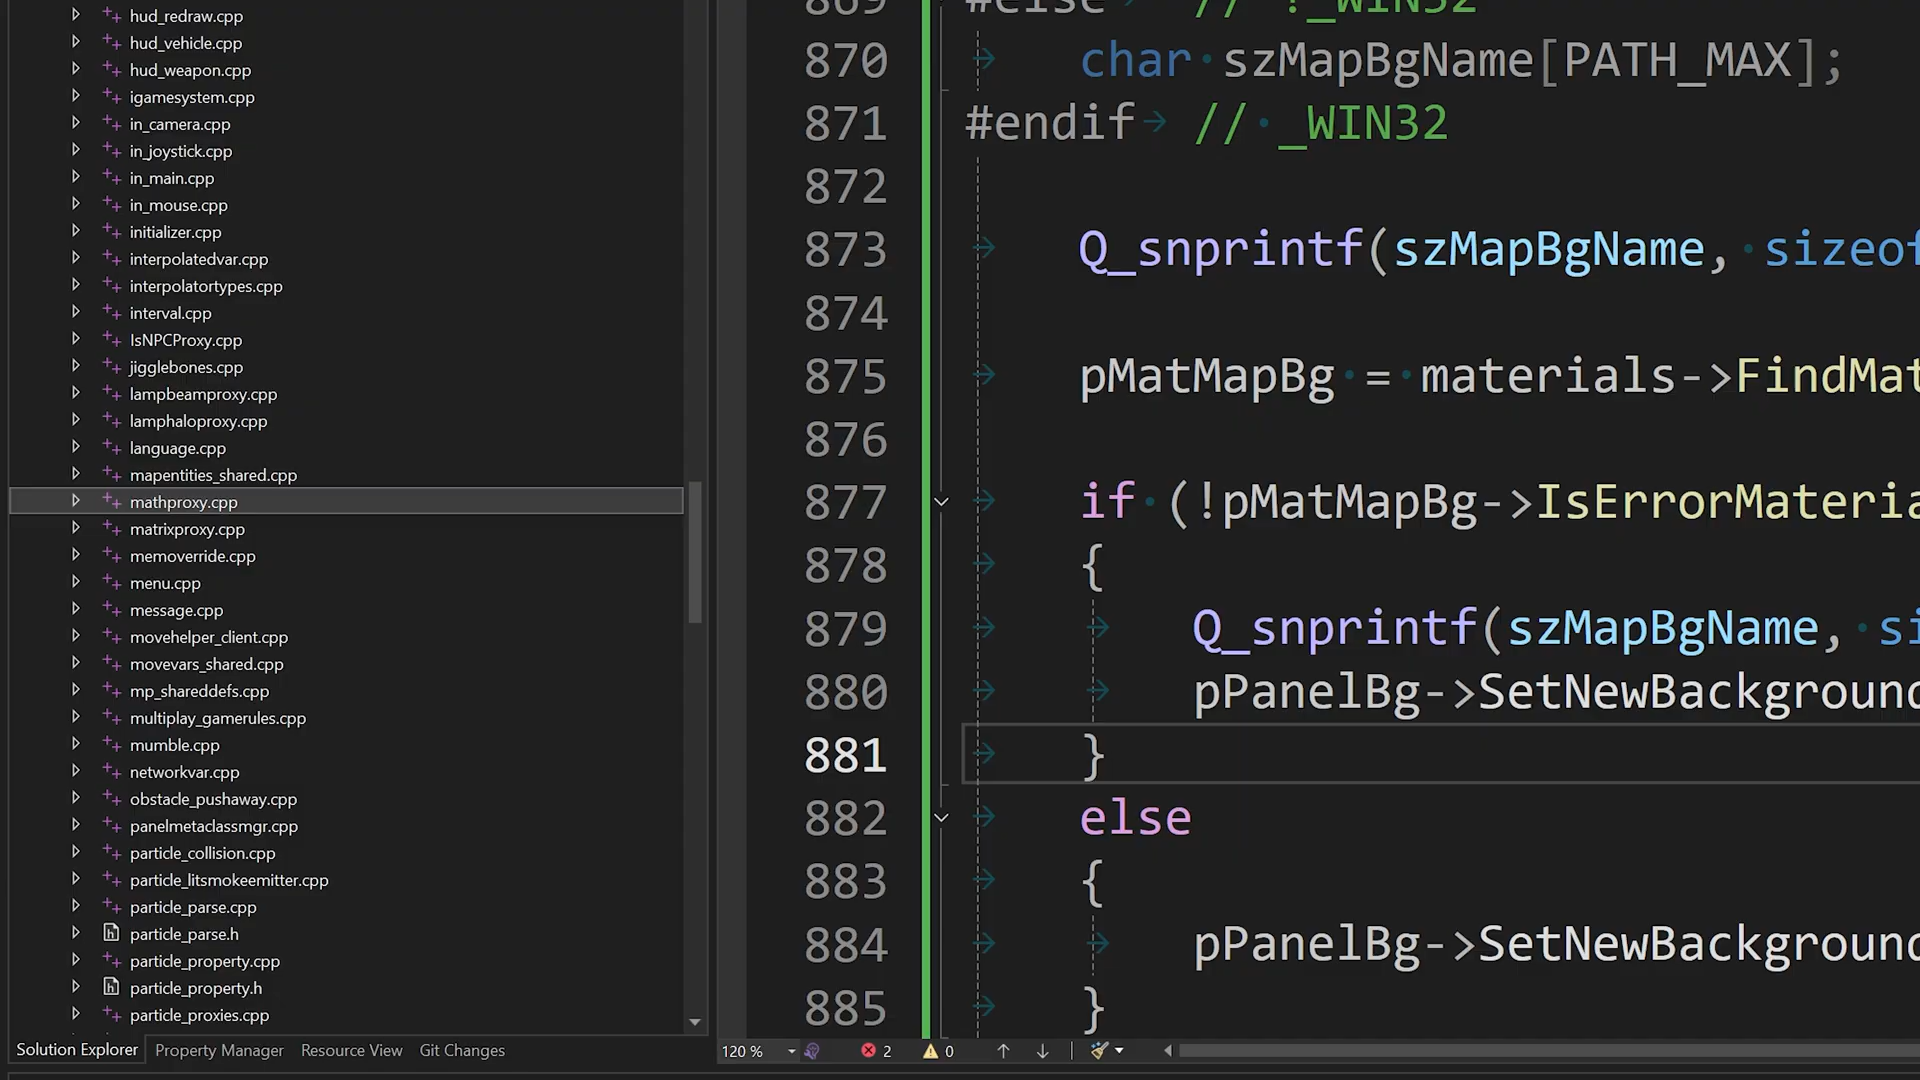 hud_redraw.cpp
hud_vehicle.cpp
hud_weapon.cpp
igamesystem.cpp
in_camera.cpp
in_joystick.cpp
in_main.cpp
in_mouse.cpp
initializer.cpp
interpolatedvar.cpp
interpolatortypes.cpp
interval.cpp
IsNPCProxy.cpp
jigglebones.cpp
lampbeamproxy.cpp
lamphaloproxy.cpp
language.cpp
mapentities_shared.cpp
mathproxy.cpp
matrixproxy.cpp
memoverride.cpp
menu.cpp
message.cpp
movehelper_client.cpp
movevars_shared.cpp
mp_shareddefs.cpp
multiplay_gamerules.cpp
mumble.cpp
networkvar.cpp
obstacle_pushaway.cpp
panelmetaclassmgr.cpp
particle_collision.cpp
particle_litsmokeemitter.cpp
particle_parse.cpp
particle_parse.h
particle_property.cpp
particle_property.h
particle_proxies.cpp
Solution Explorer Property Manager Resource View Git Changes
869 #else // !_WIN32
870 char szMapBgName[PATH_MAX];
871 #endif // _WIN32
872
873 Q_snprintf(szMapBgName, sizeof
874
875 pMatMapBg = materials->FindMat
876
877 if (!pMatMapBg->IsErrorMateria
878 {
879 Q_snprintf(szMapBgName, si
880 pPanelBg->SetNewBackground
881 }
882 else
883 {
884 pPanelBg->SetNewBackground
885 }
120 % 2 0